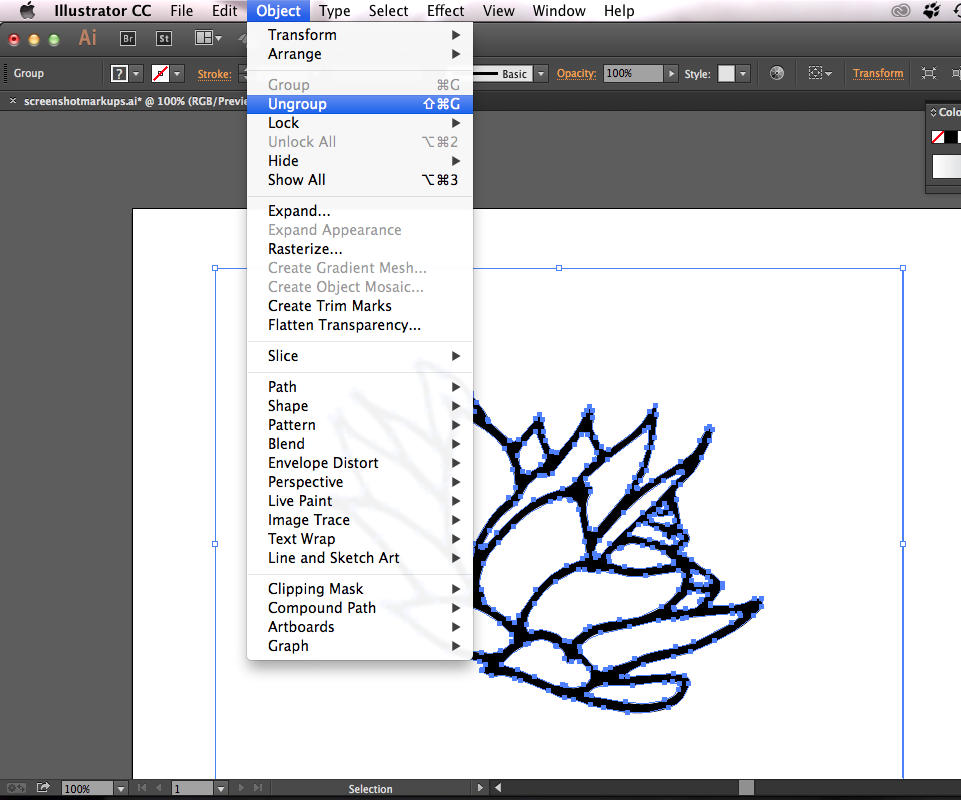 Illustrator CC File Edit Object Type Select Effect View Window Help
Ai Br St
Group ? Stroke: Basic Opacity: 100% Style: Transform
× screenshotmarkups.ai* @ 100% (RGB/Previe
Colo
Transform
Arrange
Group ⌘G
Ungroup ⇧⌘G
Lock
Unlock All ⌥⌘2
Hide
Show All ⌥⌘3
Expand...
Expand Appearance
Rasterize...
Create Gradient Mesh...
Create Object Mosaic...
Create Trim Marks
Flatten Transparency...
Slice
Path
Shape
Pattern
Blend
Envelope Distort
Perspective
Live Paint
Image Trace
Text Wrap
Line and Sketch Art
Clipping Mask
Compound Path
Artboards
Graph
100% 1 Selection